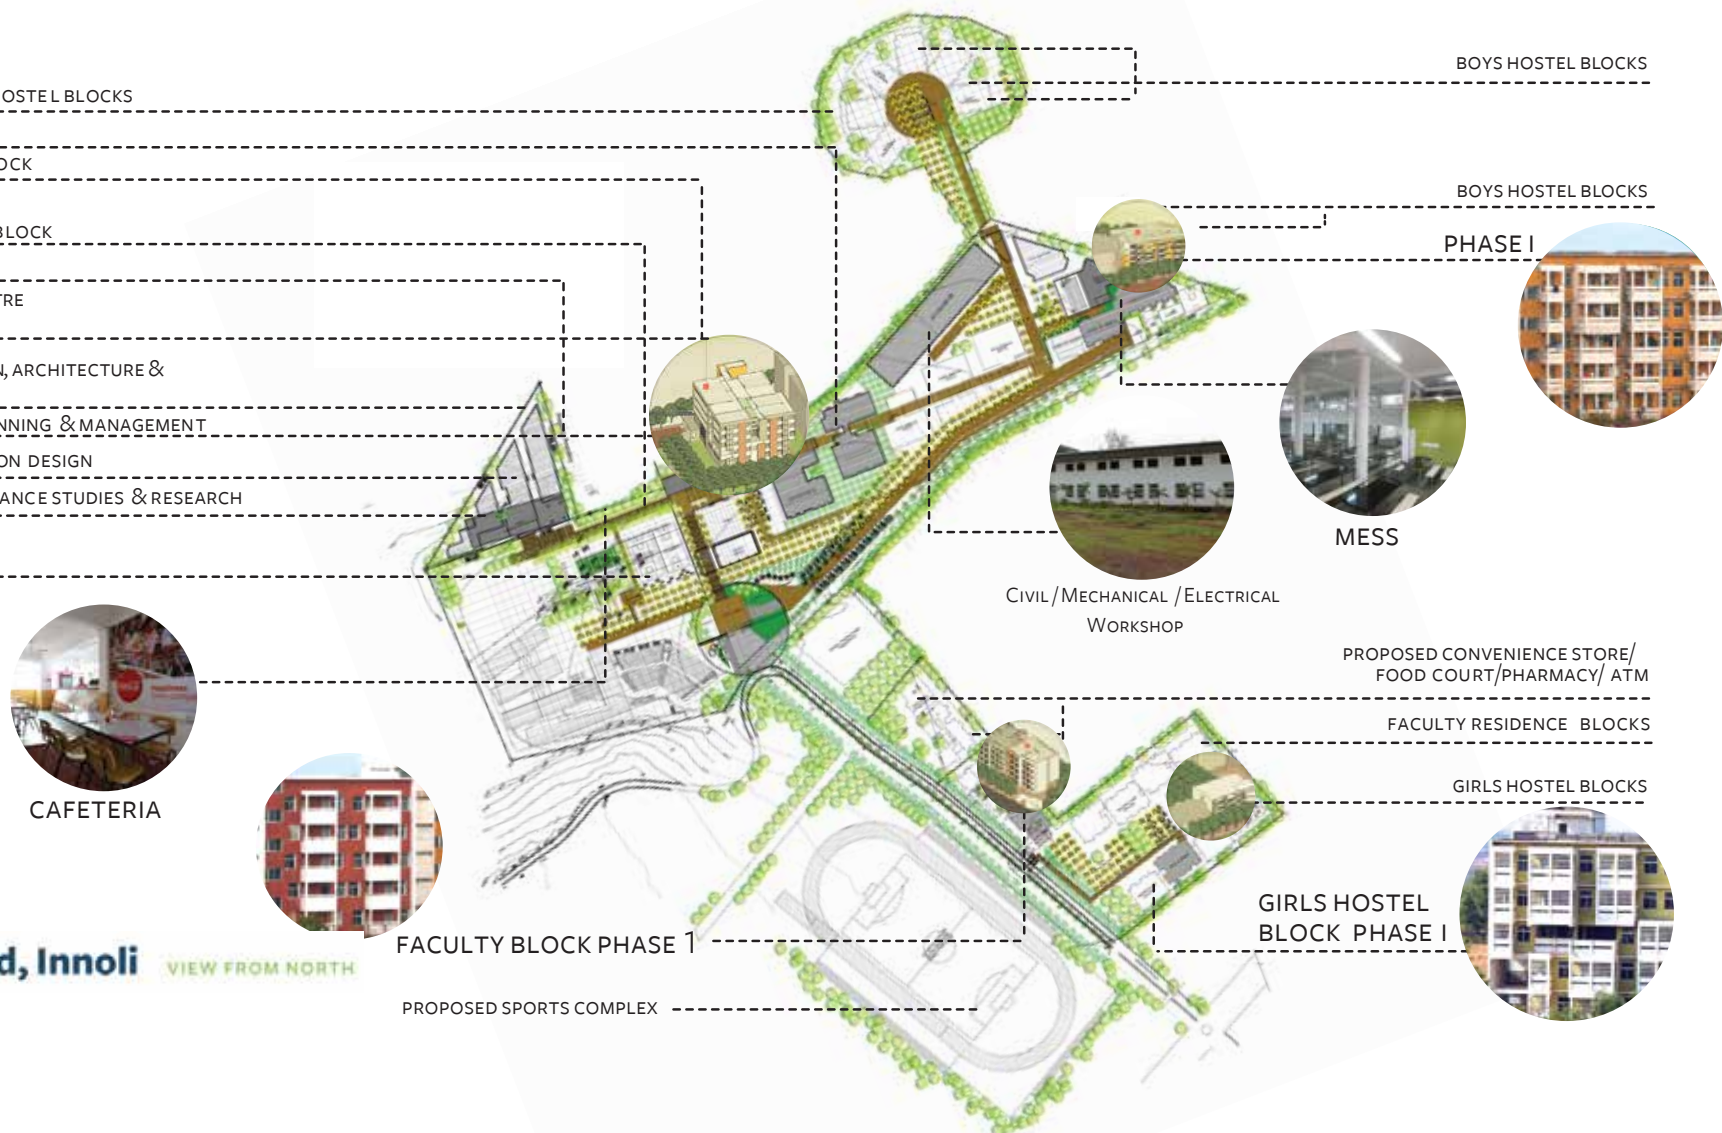 OSTEL BLOCKS
OCK
BLOCK
TRE
N, ARCHITECTURE &
NNING & MANAGEMENT
ON DESIGN
ANCE STUDIES & RESEARCH
CAFETERIA
d, Innoli
VIEW FROM NORTH
FACULTY BLOCK PHASE 1
PROPOSED SPORTS COMPLEX
BOYS HOSTEL BLOCKS
BOYS HOSTEL BLOCKS
PHASE I
MESS
CIVIL/MECHANICAL/ELECTRICAL
WORKSHOP
PROPOSED CONVENIENCE STORE/
FOOD COURT/PHARMACY/ ATM
FACULTY RESIDENCE BLOCKS
GIRLS HOSTEL BLOCKS
GIRLS HOSTEL
BLOCK PHASE I